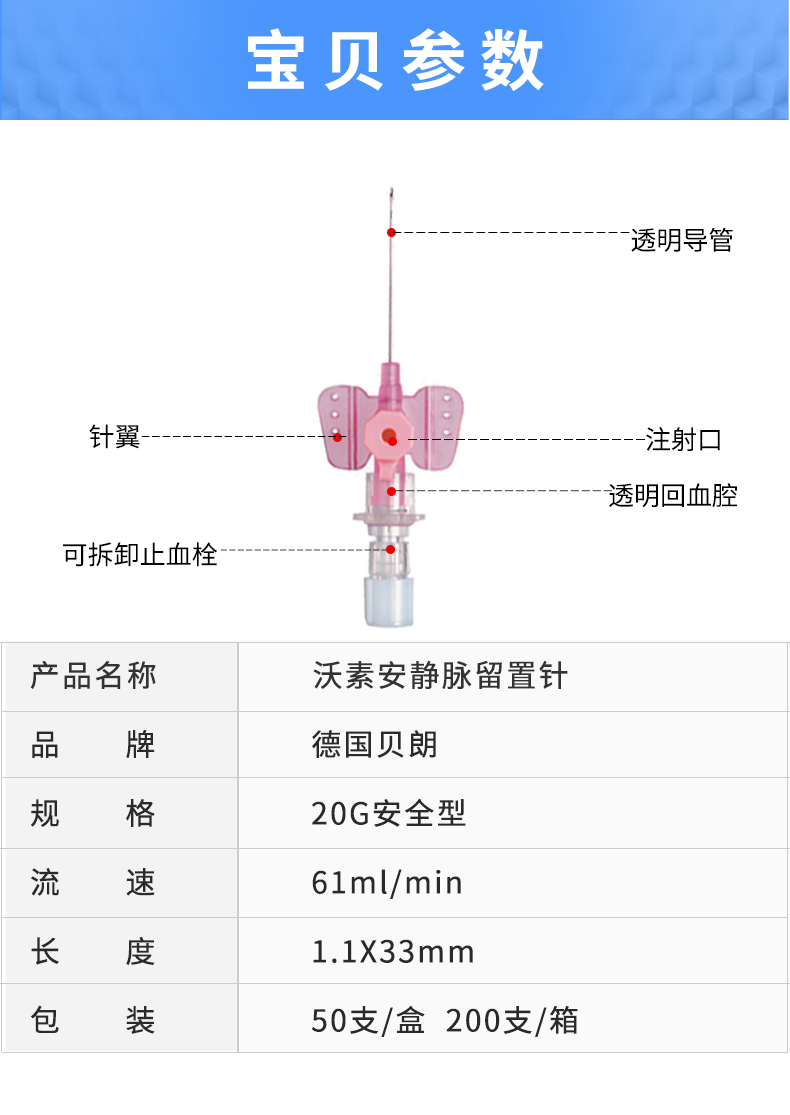 宝贝参数
透明导管
针翼
注射口
透明回血腔
可拆卸止血栓
产品名称 沃素安静脉留置针
品 牌 德国贝朗
规 格 20G安全型
流 速 61ml/min
长 度 1.1X33mm
包 装 50支/盒 200支/箱